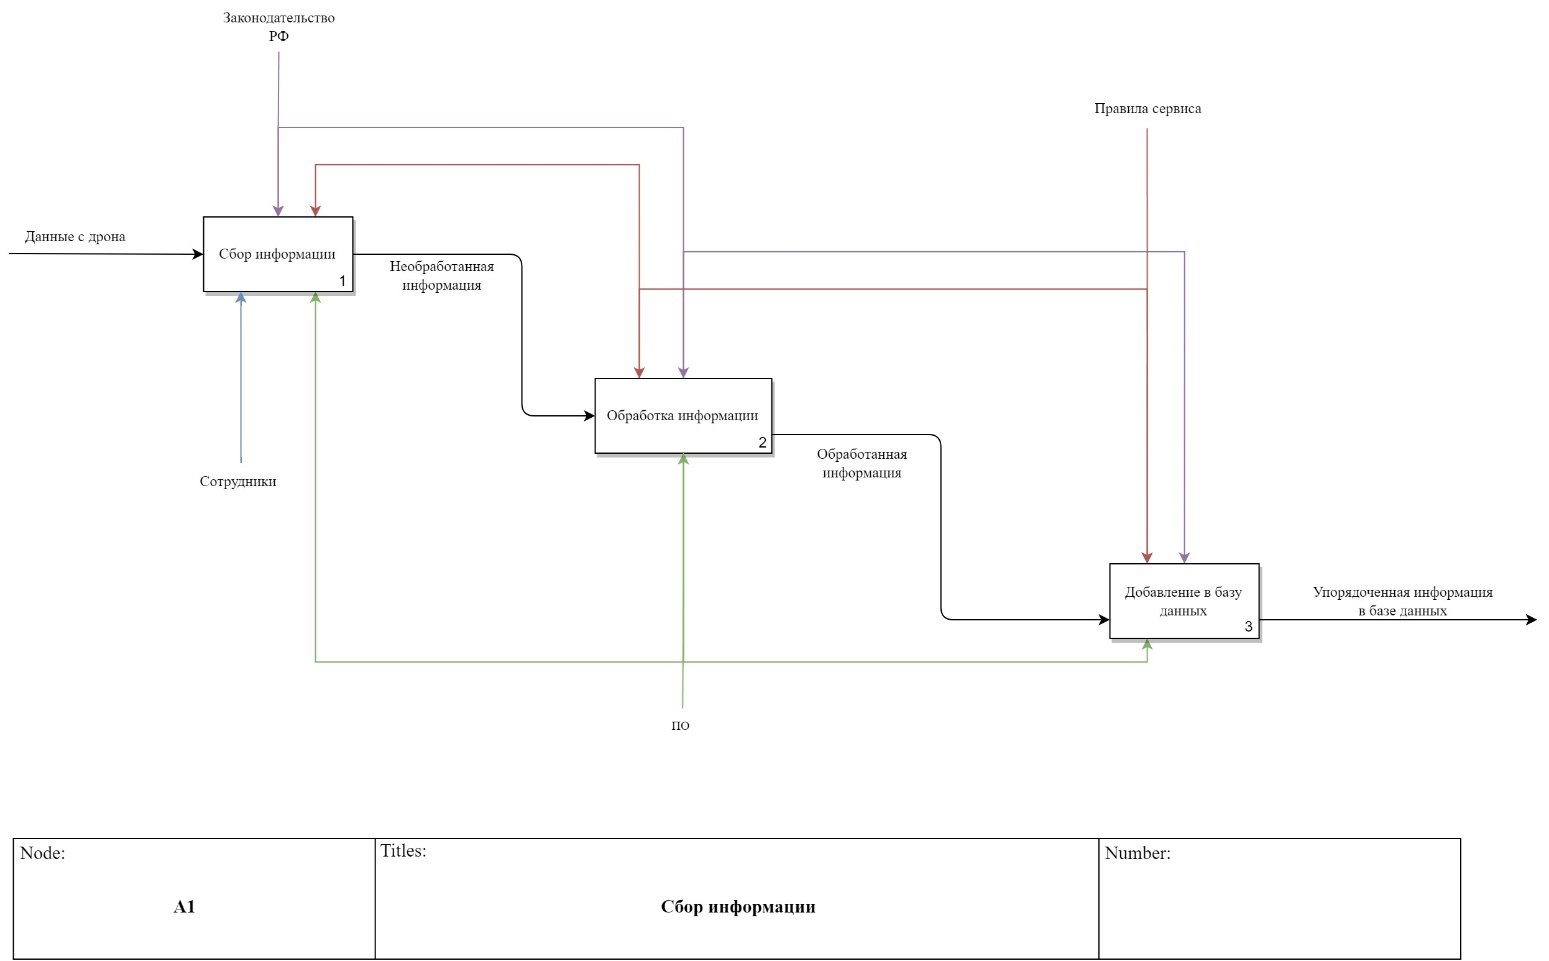 Законодательство
РФ
Правила сервиса
Данные с дрона
Сбор информации
1
Необработанная
информация
Обработка информации
2
Обработанная
информация
Сотрудники
Добавление в базу
данных
3
Упорядоченная информация
в базе данных
ПО
Node:
A1
Titles:
Сбор информации
Number: